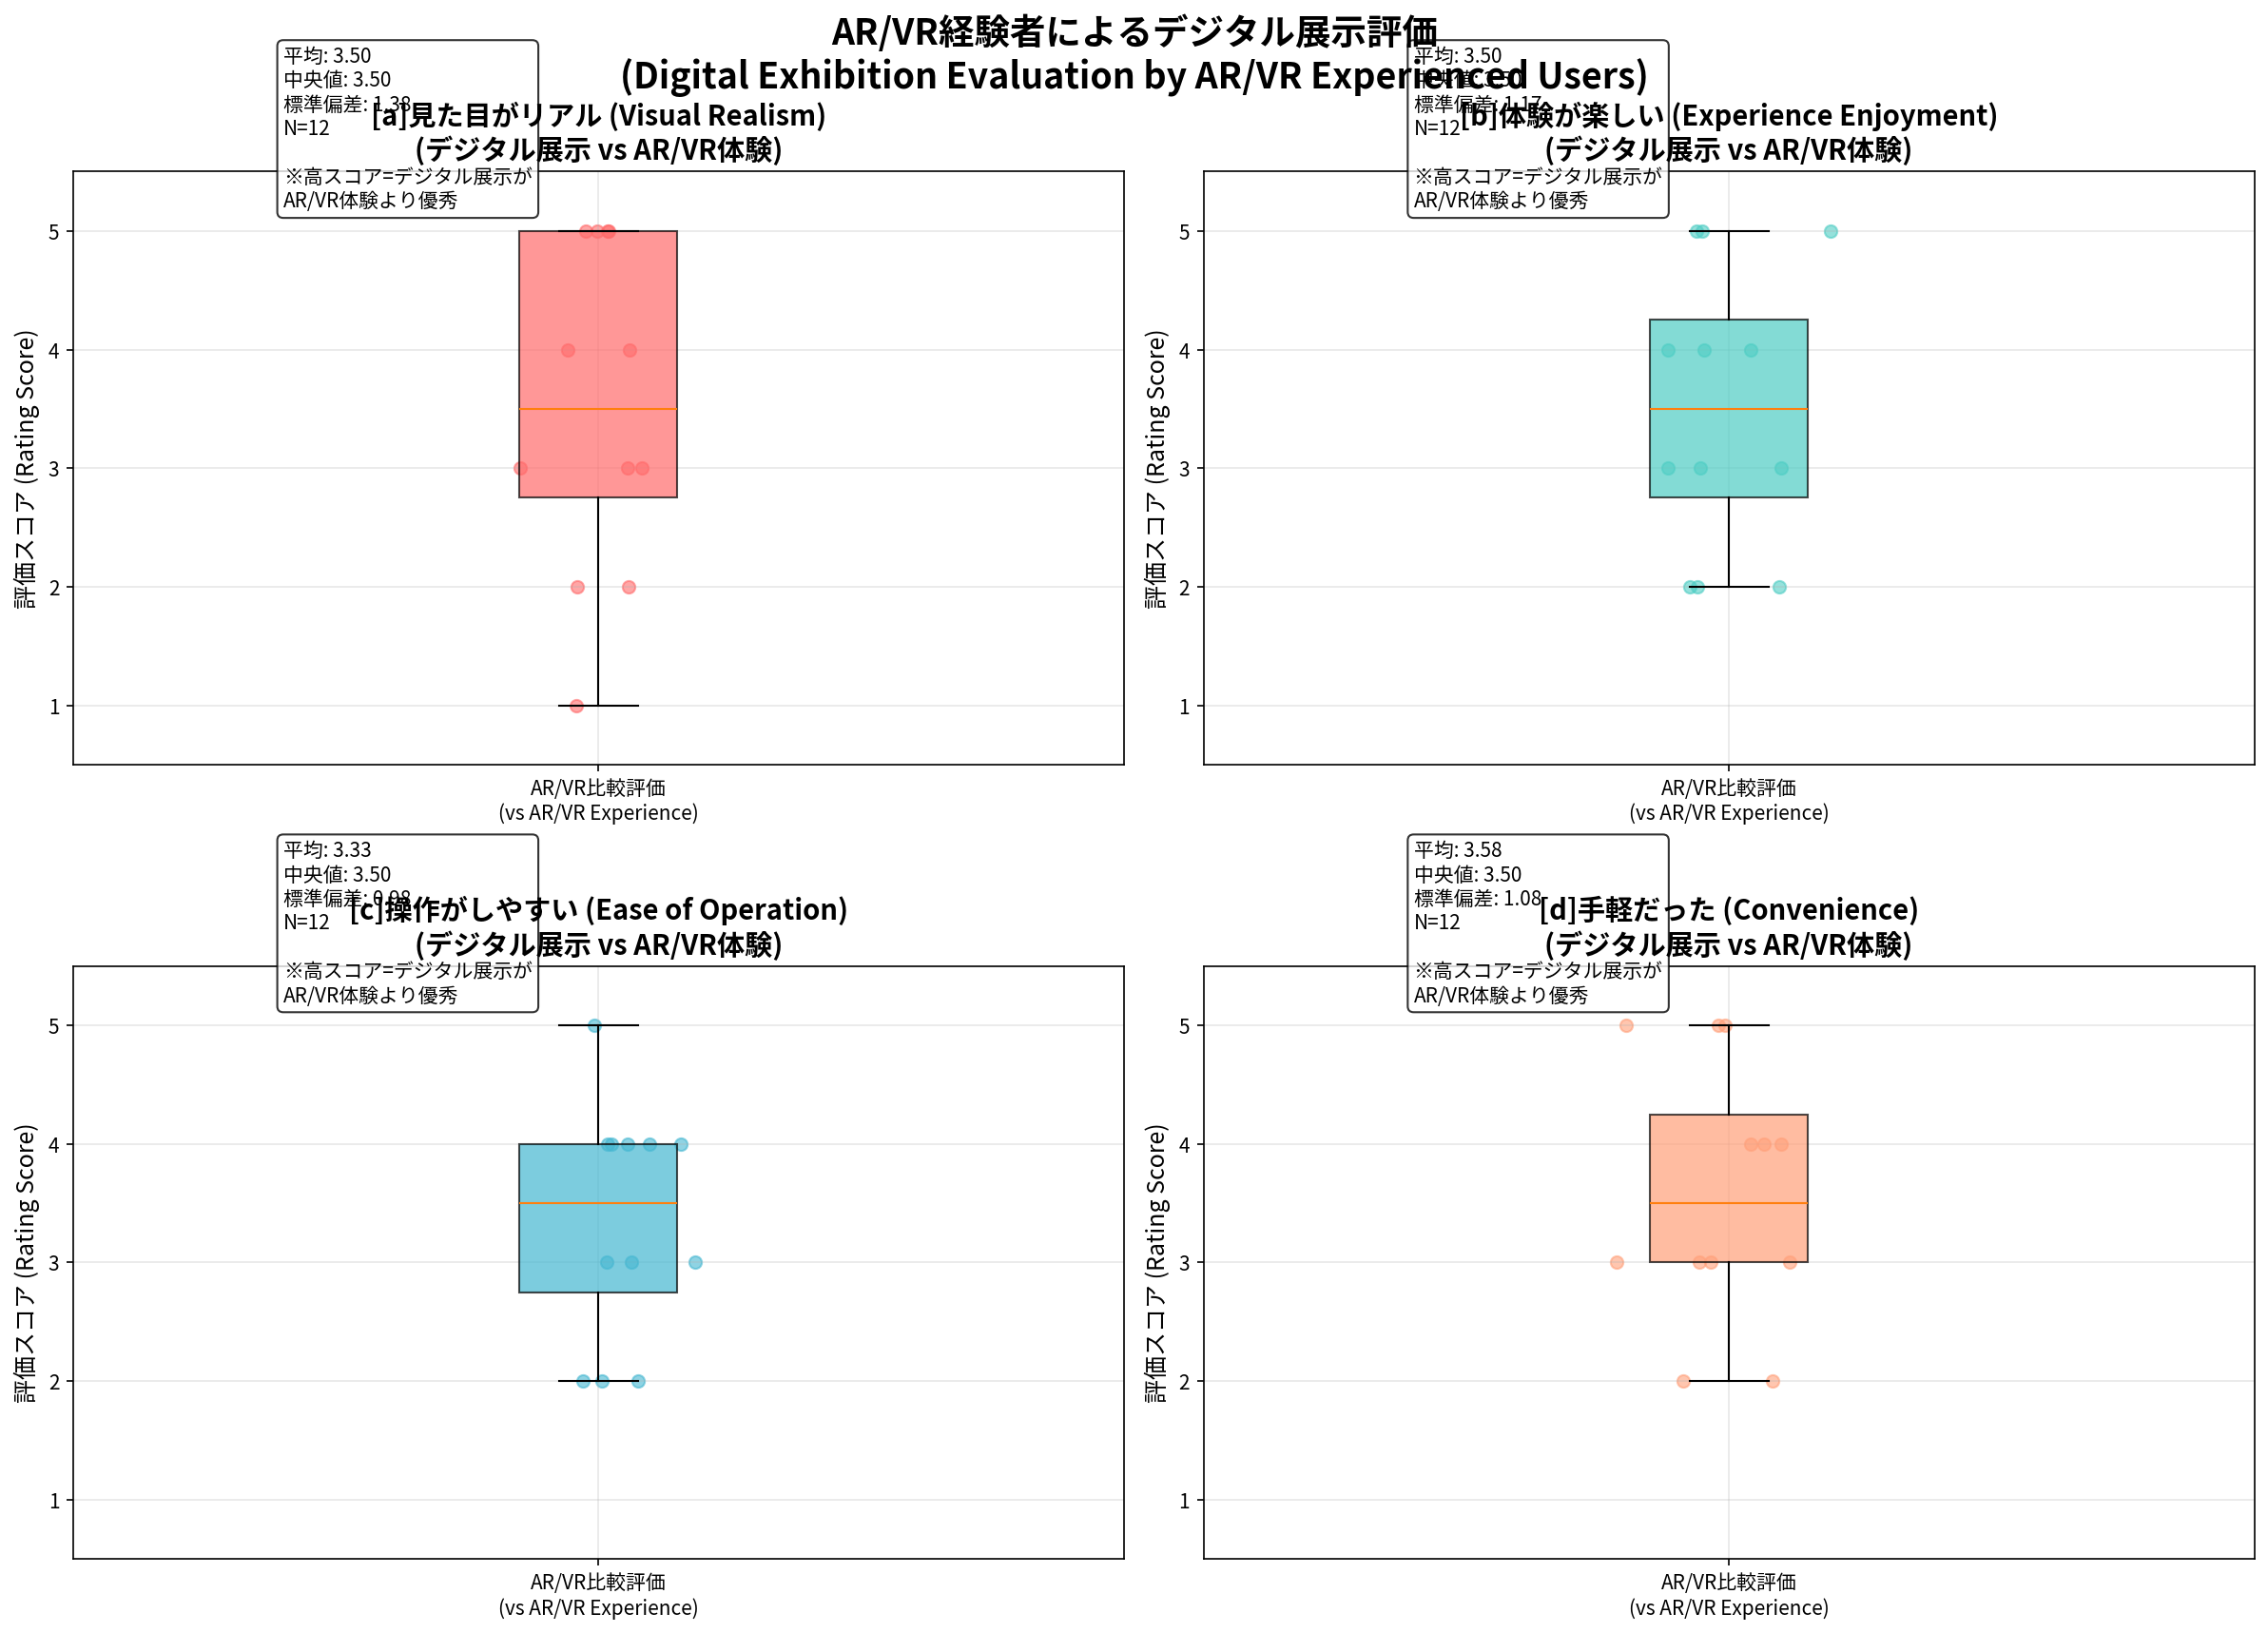 AR/VR経験者によるデジタル展示評価
(Digital Exhibition Evaluation by AR/VR Experienced Users)
平均: 3.50
中央値: 3.50
標準偏差: 1.38
N=12
※高スコア=デジタル展示が
AR/VR体験より優秀
[a]見た目がリアル (Visual Realism)
(デジタル展示 vs AR/VR体験)
評価スコア (Rating Score)
5
4
3
2
1
AR/VR比較評価
(vs AR/VR Experience)
平均: 3.50
中央値: 3.50
標準偏差: 1.17
N=12
※高スコア=デジタル展示が
AR/VR体験より優秀
[b]体験が楽しい (Experience Enjoyment)
(デジタル展示 vs AR/VR体験)
評価スコア (Rating Score)
5
4
3
2
1
AR/VR比較評価
(vs AR/VR Experience)
平均: 3.33
中央値: 3.50
標準偏差: 0.98
N=12
※高スコア=デジタル展示が
AR/VR体験より優秀
[c]操作がしやすい (Ease of Operation)
(デジタル展示 vs AR/VR体験)
評価スコア (Rating Score)
5
4
3
2
1
AR/VR比較評価
(vs AR/VR Experience)
平均: 3.58
中央値: 3.50
標準偏差: 1.08
N=12
※高スコア=デジタル展示が
AR/VR体験より優秀
[d]手軽だった (Convenience)
(デジタル展示 vs AR/VR体験)
評価スコア (Rating Score)
5
4
3
2
1
AR/VR比較評価
(vs AR/VR Experience)